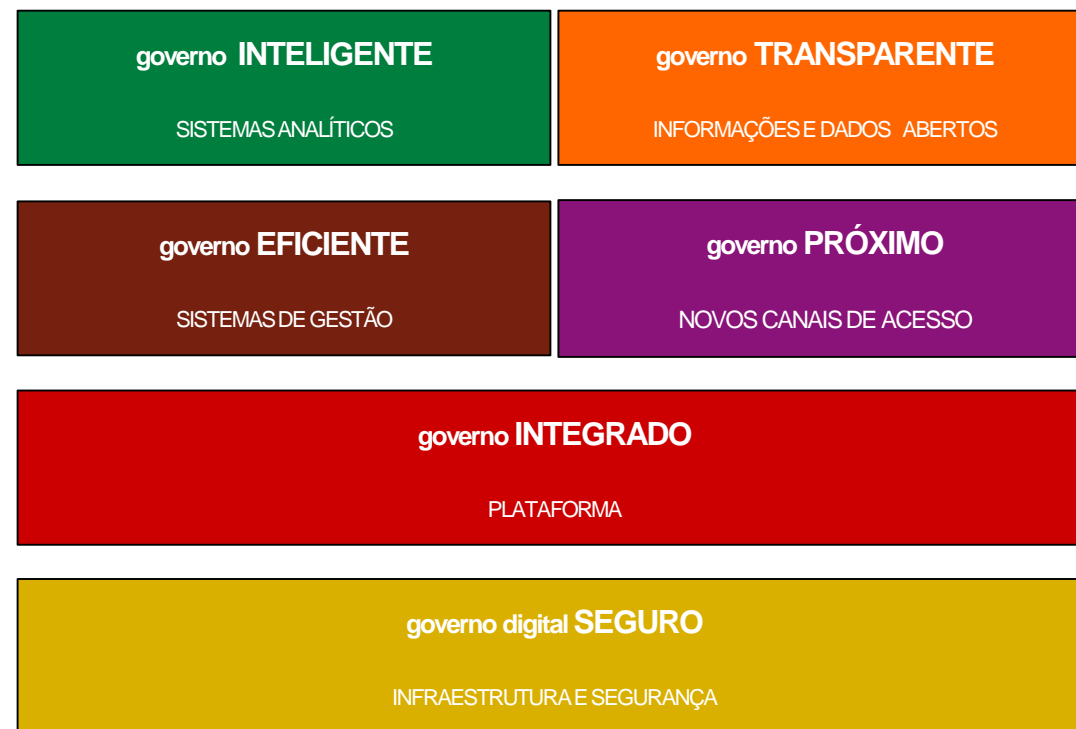 governo INTELIGENTE
SISTEMAS ANALÍTICOS
governo TRANSPARENTE
INFORMAÇÕES E DADOS ABERTOS
governo EFICIENTE
SISTEMAS DE GESTÃO
governo PRÓXIMO
NOVOS CANAIS DE ACESSO
governo INTEGRADO
PLATAFORMA
governo digital SEGURO
INFRAESTRUTURA E SEGURANÇA